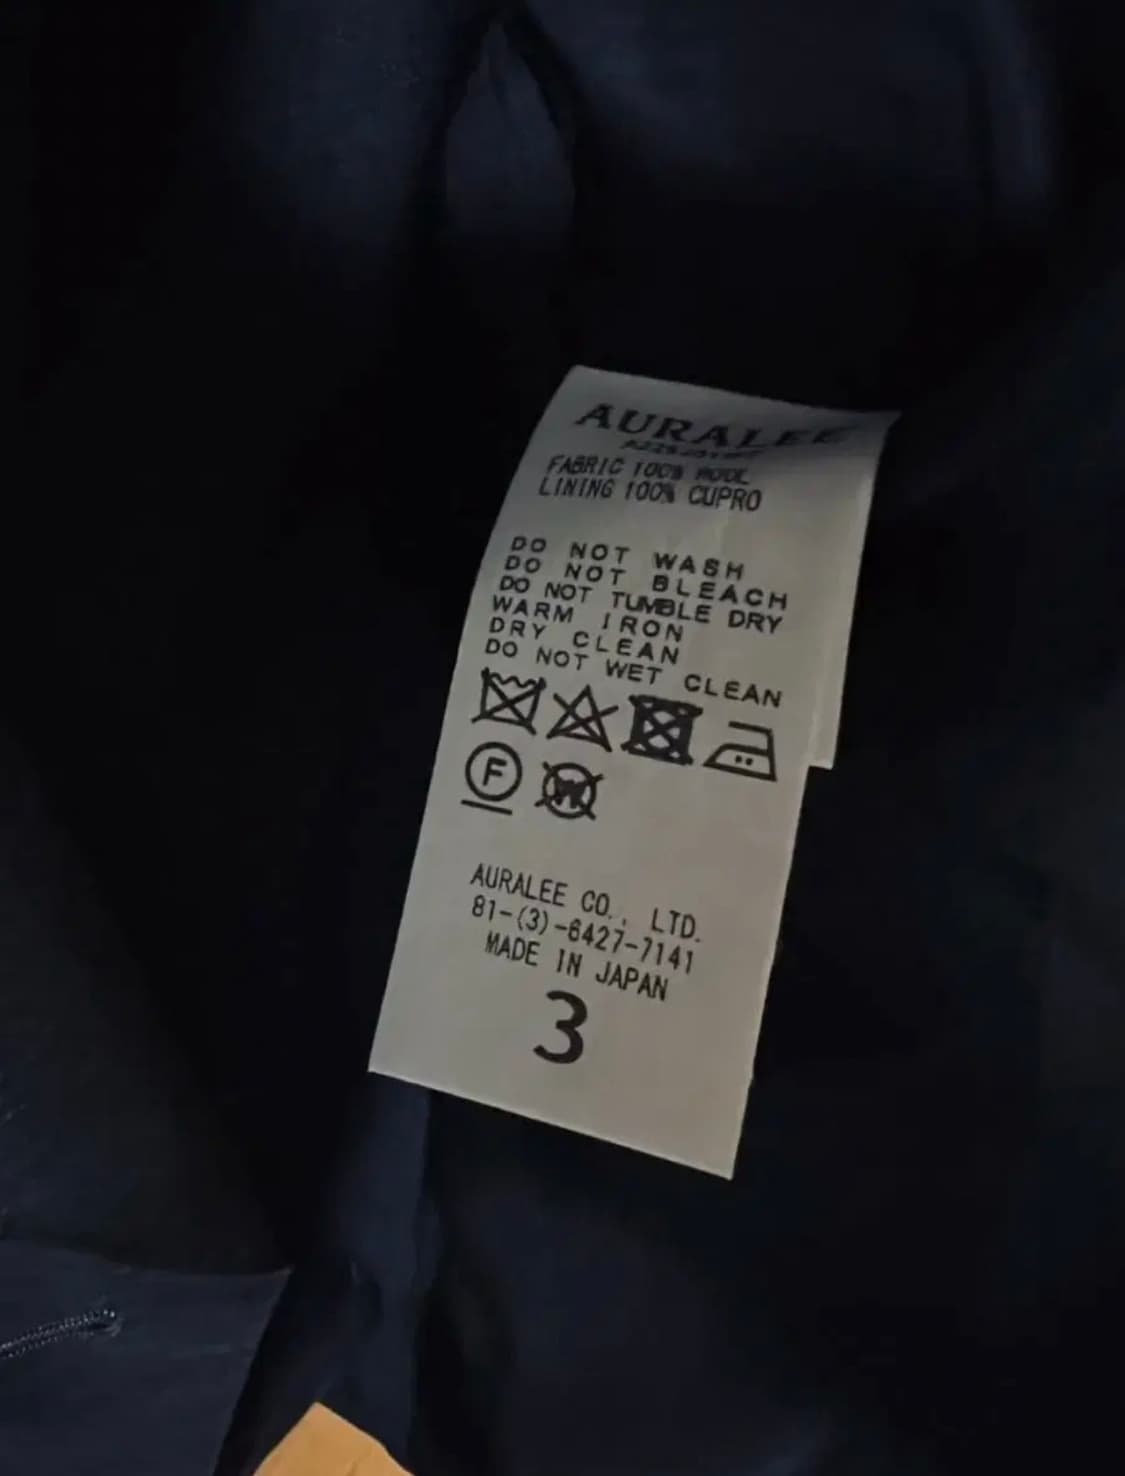 AURALEE
FABRIC 100% WOOL
LINING 100% CUPRO
DO NOT WASH
DO NOT BLEACH
DO NOT TUMBLE DRY
WARM IRON
DRY CLEAN
DO NOT WET CLEAN
F
W
AURALEE CO., LTD.
81-(3)-6427-7141
MADE IN JAPAN
3